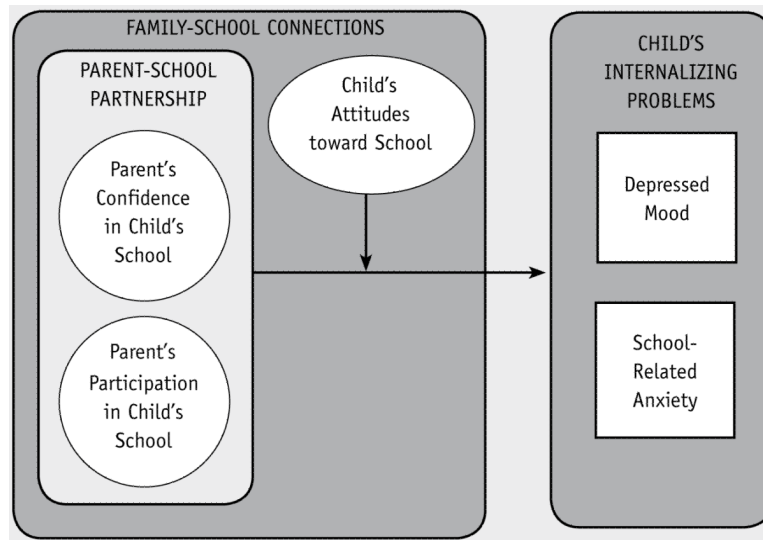 FAMILY-SCHOOL CONNECTIONS
PARENT-SCHOOL
PARTNERSHIP
Parent's
Confidence
in Child's
School
Parent's
Participation
in Child's
School
Child's
Attitudes
toward School
CHILD'S
INTERNALIZING
PROBLEMS
Depressed
Mood
School-
Related
Anxiety